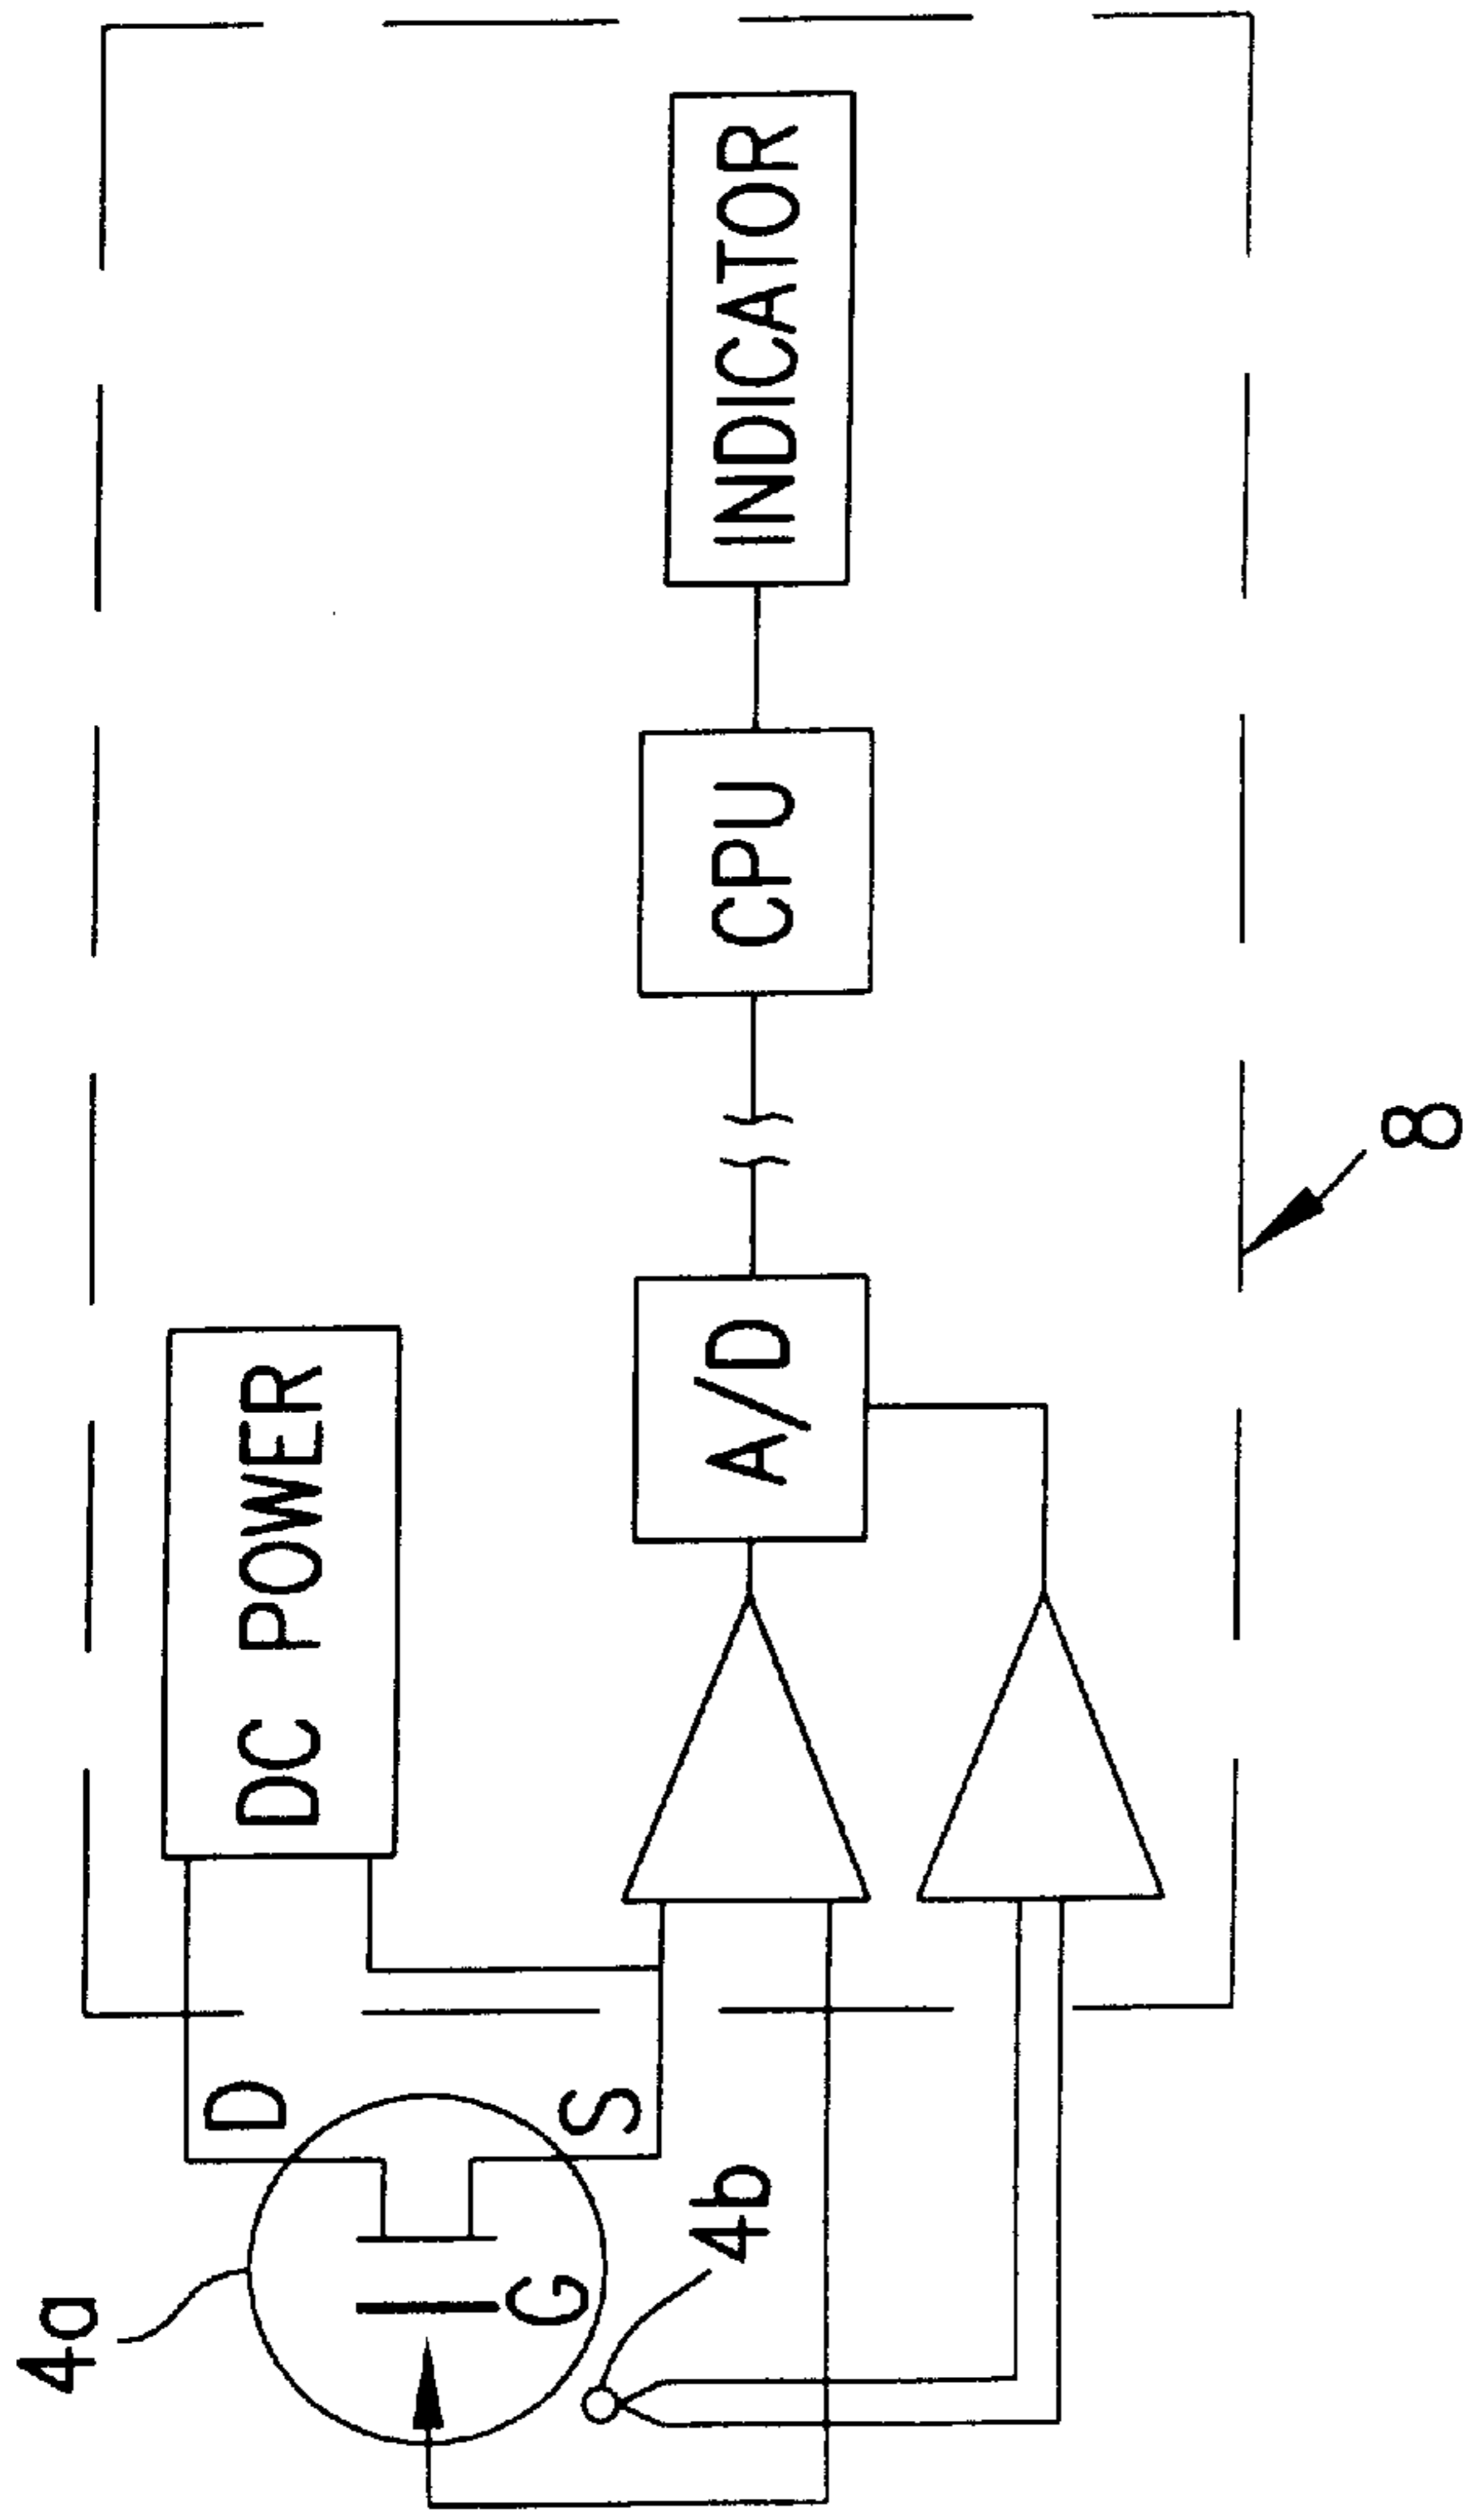 4a
D
G
S
4b
DC POWER
A/D
CPU
INDICATOR
8